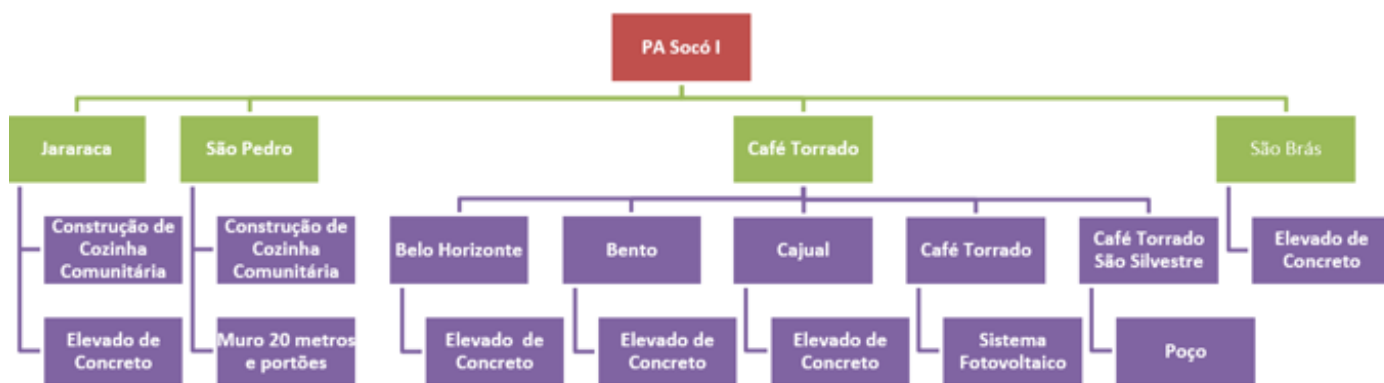 PA Socó I
Jararaca
São Pedro
Café Torrado
São Brás
Construção de
Cozinha
Comunitária
Construção de
Cozinha
Comunitária
Belo Horizonte
Bento
Cajual
Café Torrado
Café Torrado
São Silvestre
Elevado de
Concreto
Elevado de
Concreto
Muro 20 metros
e portões
Elevado de
Concreto
Elevado de
Concreto
Elevado de
Concreto
Sistema
Fotovoltaico
Poço